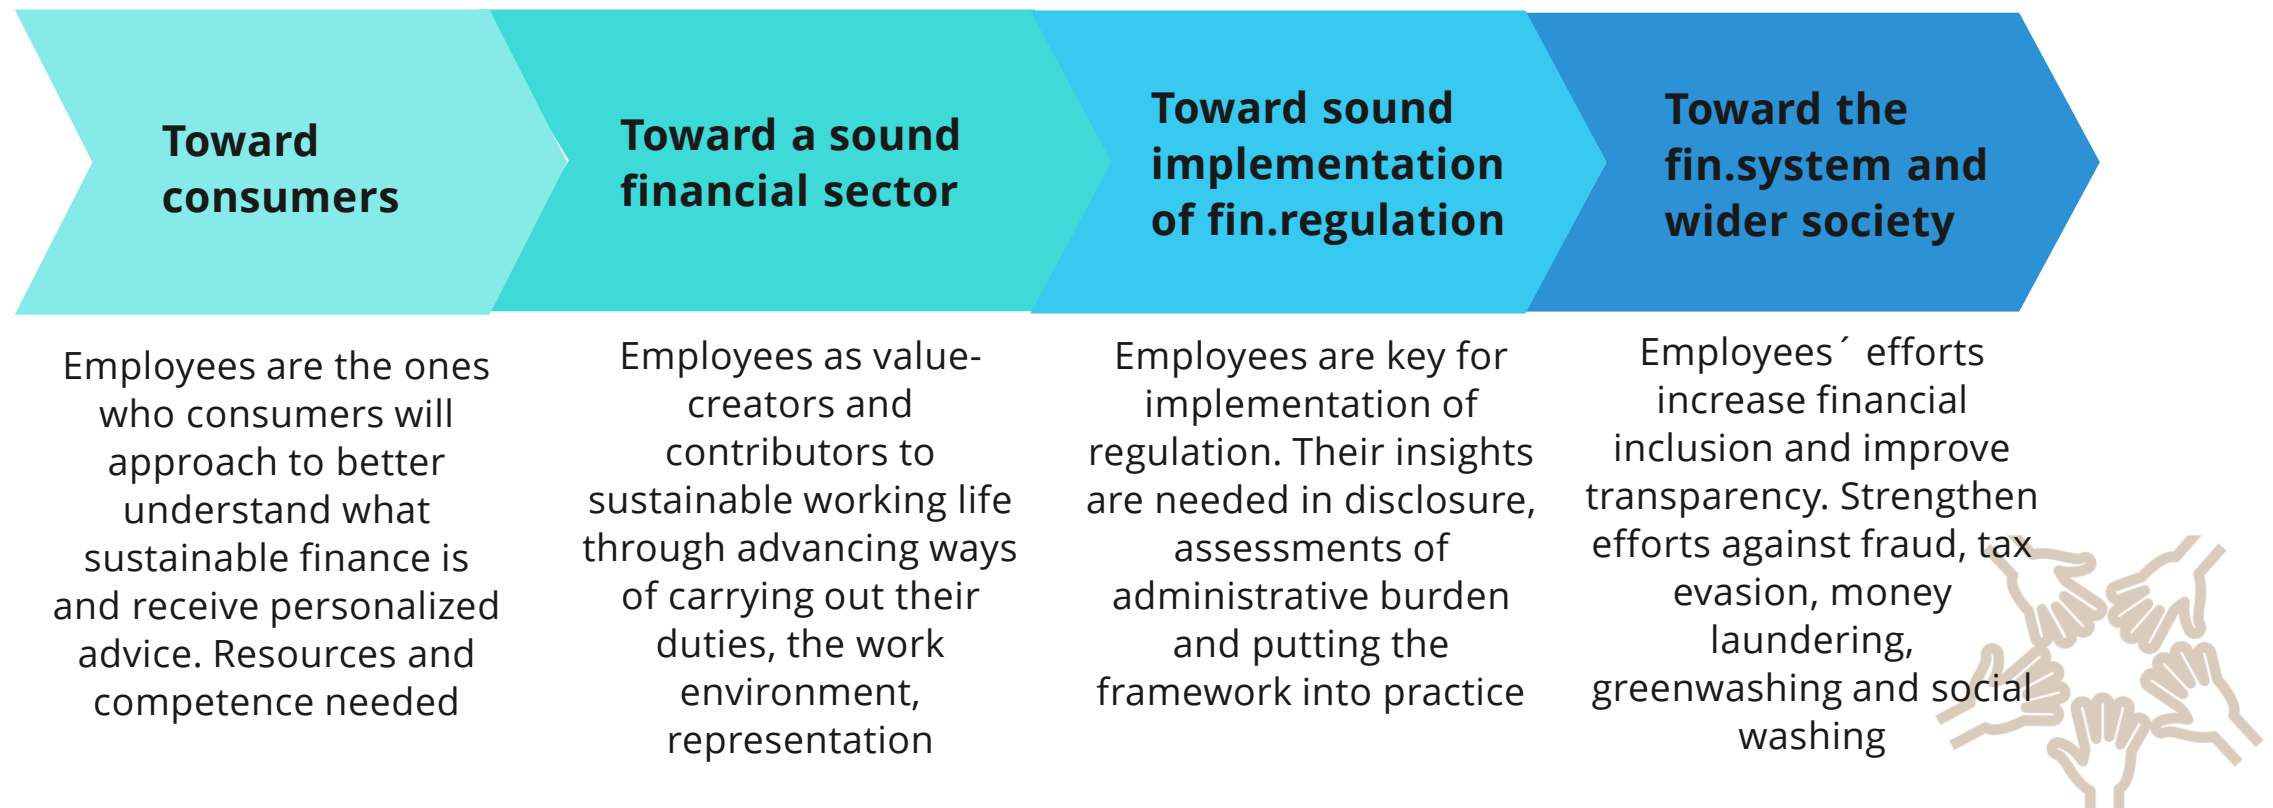 Toward
consumers
Employees are the ones
who consumers will
approach to better
understand what
sustainable finance is
and receive personalized
advice. Resources and
competence needed
Toward a sound
financial sector
Employees as value-
creators and
contributors to
sustainable working life
through advancing ways
of carrying out their
duties, the work
environment,
representation
Toward sound
implementation
of fin.regulation
Employees are key for
implementation of
regulation. Their insights
are needed in disclosure,
assessments of
administrative burden
and putting the
framework into practice
Toward the
fin.system and
wider society
Employees´ efforts
increase financial
inclusion and improve
transparency. Strengthen
efforts against fraud, tax
evasion, money
laundering,
greenwashing and social
washing